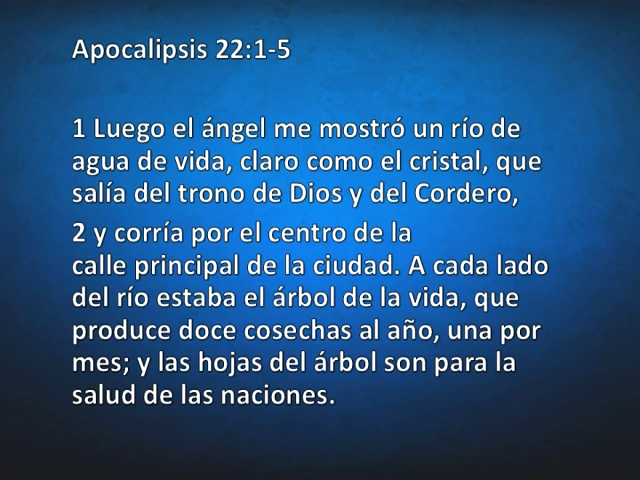 Apocalipsis 22:1-5
1 Luego el ángel me mostró un río de
agua de vida, claro como el cristal, que
salía del trono de Dios y del Cordero,
2 y corría por el centro de la
calle principal de la ciudad. A cada lado
del río estaba el árbol de la vida, que
produce doce cosechas al año, una por
mes; y las hojas del árbol son para la
salud de las naciones.